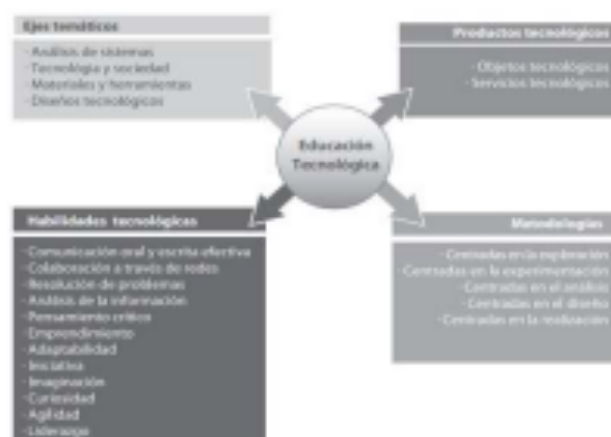 Ejes temáticos
- Análisis de sistemas
- Tecnología y sociedad
- Materiales y herramientas
- Diseños tecnológicos
Productos tecnológicos
- Objetos tecnológicos
- Servicios tecnológicos
Educación
Tecnológica
Habilidades tecnológicas
- Comunicación oral y escrita efectiva
- Colaboración a través de redes
- Resolución de problemas
- Análisis de la información
- Pensamiento crítico
- Emprendimiento
- Adaptabilidad
- Iniciativa
- Imaginación
- Curiosidad
- Agilidad
- Liderazgo
Metodologías
- Centradas en la exploración
- Centradas en la experimentación
- Centradas en el análisis
- Centradas en el diseño
- Centradas en la realización